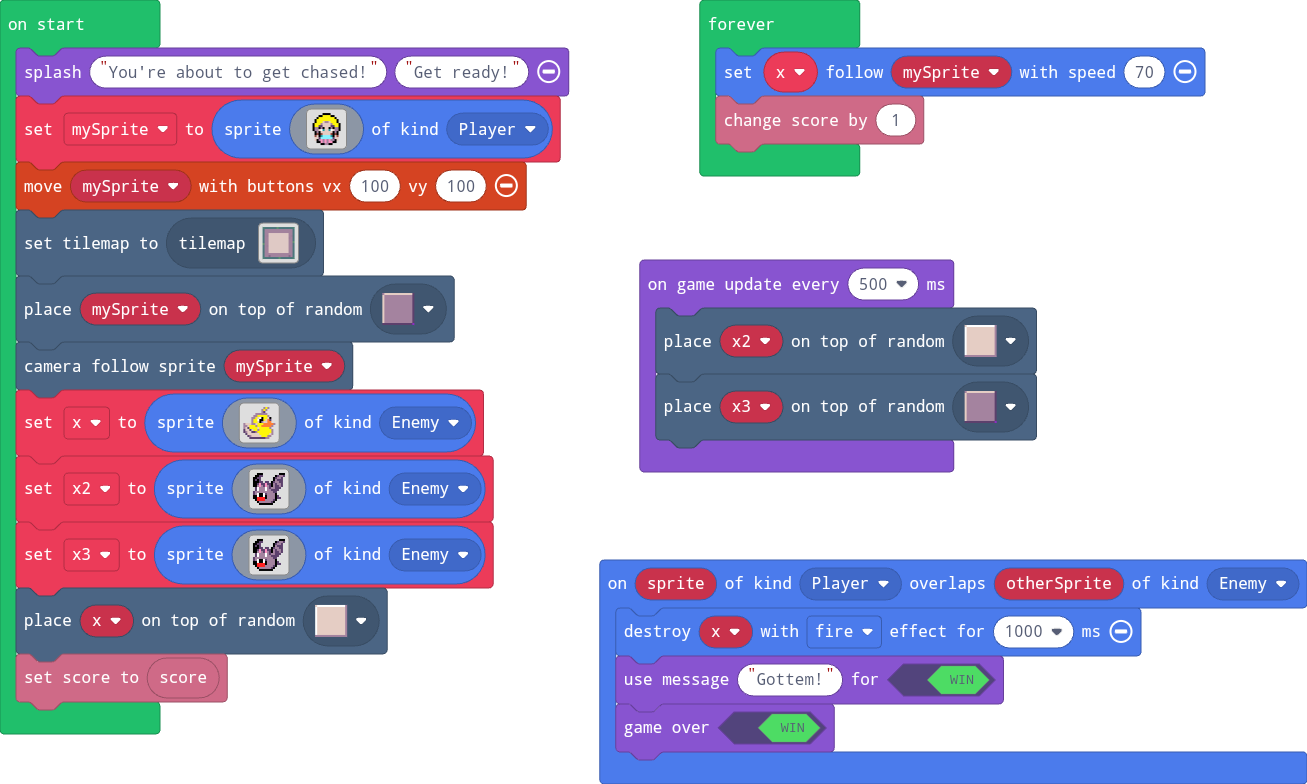 on start
splash "You're about to get chased!" "Get ready!"
set mySprite to sprite of kind Player
move mySprite with buttons vx 100 vy 100
set tilemap to tilemap
place mySprite on top of random
camera follow sprite mySprite
set x to sprite of kind Enemy
set x2 to sprite of kind Enemy
set x3 to sprite of kind Enemy
place x on top of random
set score to score
forever
set x follow mySprite with speed 70
change score by 1
on game update every 500 ms
place x2 on top of random
place x3 on top of random
on sprite of kind Player overlaps otherSprite of kind Enemy
destroy x with fire effect for 1000 ms
use message "Gottem!" for WIN
game over WIN